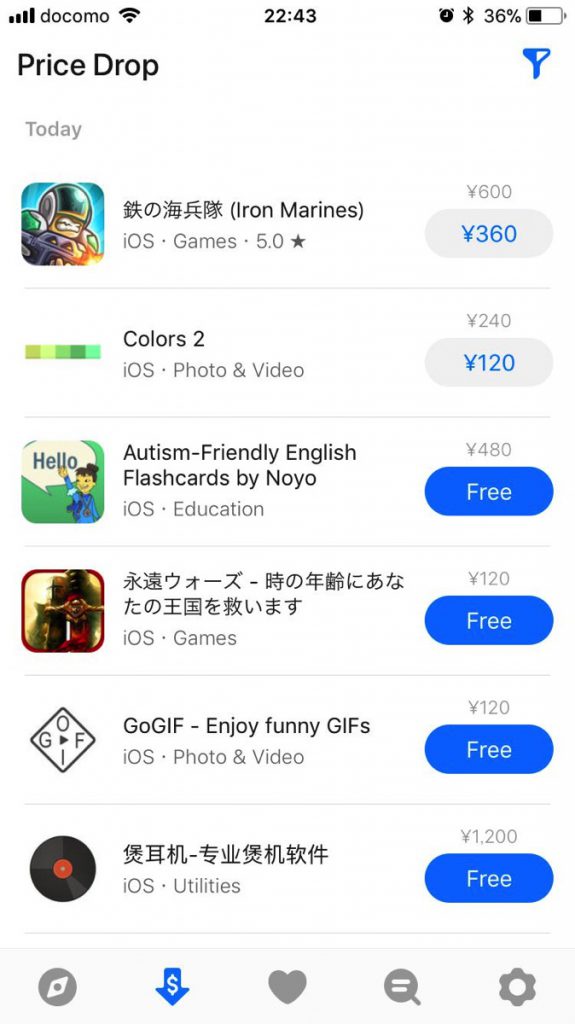 docomo 22:43 36%
Price Drop
Today
鉄の海兵隊 (Iron Marines)
iOS · Games · 5.0 ★
¥600
¥360
Colors 2
iOS · Photo & Video
¥240
¥120
Hello
Autism-Friendly English
Flashcards by Noyo
iOS · Education
¥480
Free
永遠ウォーズ - 時の年齢にあな
たの王国を救います
iOS · Games
¥120
Free
GOFI
GoGIF - Enjoy funny GIFs
iOS · Photo & Video
¥120
Free
煲耳机-专业煲机软件
iOS · Utilities
¥1,200
Free
$